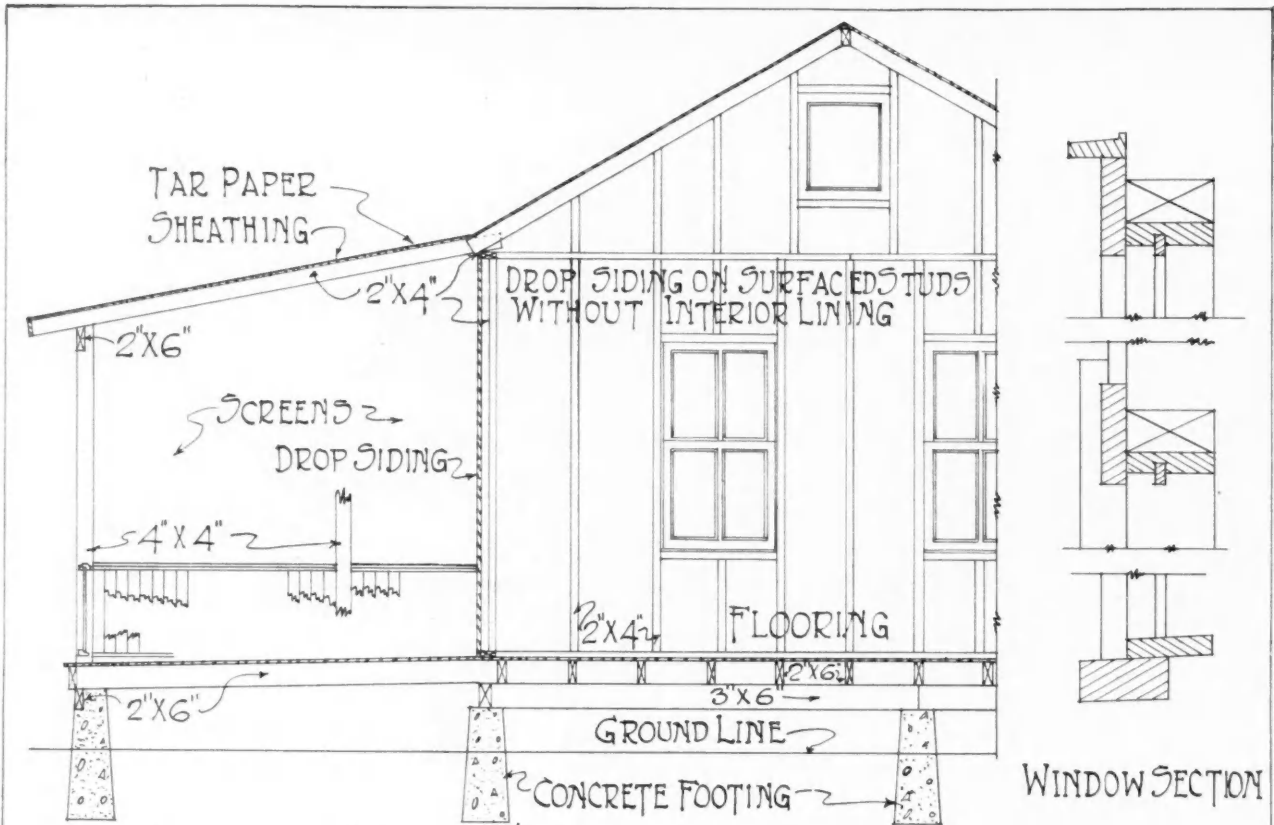 TAR PAPER
SHEATHING
2"X4"
DROP SIDING ON SURFACED STUDS
WITHOUT INTERIOR LINING
2"X6"
SCREENS
DROP SIDING
4"X4"
2"X4"
FLOORING
2"X6"
2"X6"
3"X6
GROUND LINE
CONCRETE FOOTING
WINDOW SECTION